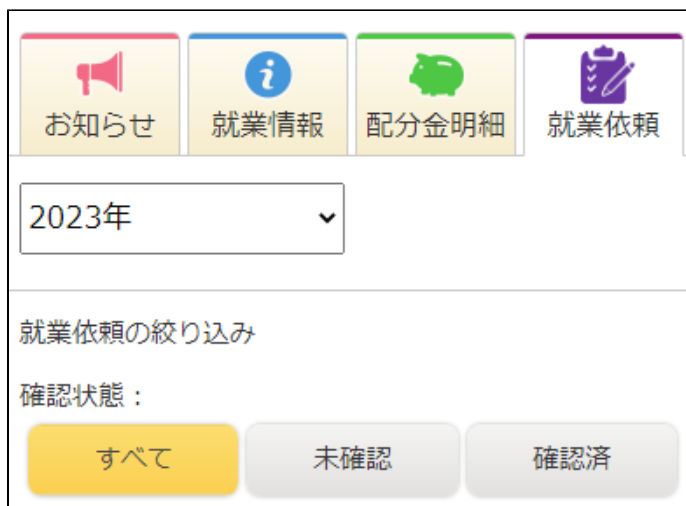 お知らせ 就業情報 配分金明細 就業依頼
2023年
就業依頼の絞り込み
確認状態：
すべて 未確認 確認済